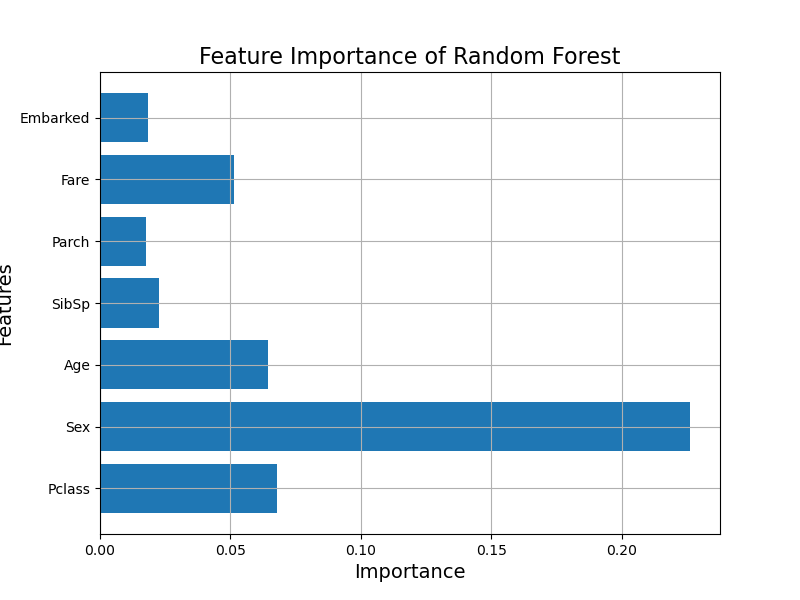 Feature Importance of Random Forest
Embarked
Fare
Parch
SibSp
Age
Sex
Pclass
Features
0.00 0.05 0.10 0.15 0.20
Importance